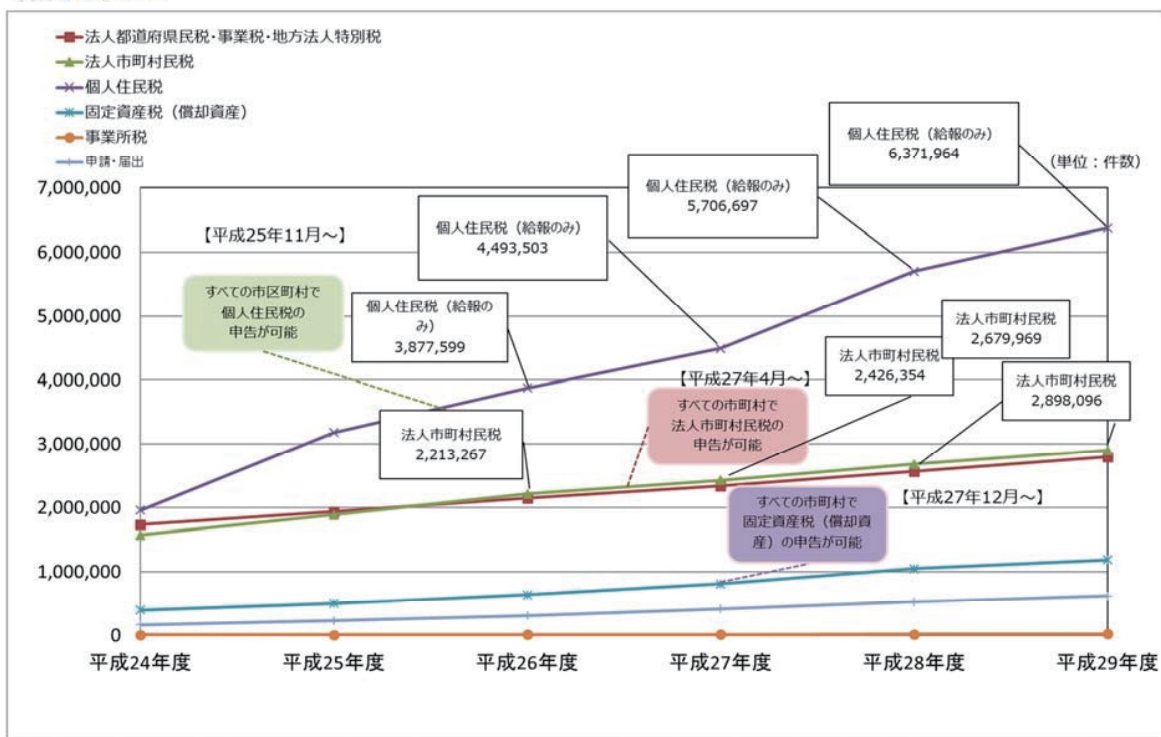 法人都道府県民税・事業税・地方法人特別税
法人市町村民税
個人住民税
固定資産税（償却資産）
事業所税
申請・届出
（単位：件数）
個人住民税（給報のみ）
6,371,964
個人住民税（給報のみ）
5,706,697
個人住民税（給報のみ）
4,493,503
【平成25年11月～】
すべての市区町村で
個人住民税の
申告が可能
個人住民税（給報の
み）
3,877,599
法人市町村民税
2,213,267
【平成27年4月～】
すべての市町村で
法人市町村民税の
申告が可能
法人市町村民税
2,426,354
法人市町村民税
2,679,969
法人市町村民税
2,898,096
【平成27年12月～】
すべての市町村で
固定資産税（償却資
産）の申告が可能
7,000,000
6,000,000
5,000,000
4,000,000
3,000,000
2,000,000
1,000,000
0
平成24年度
平成25年度
平成26年度
平成27年度
平成28年度
平成29年度